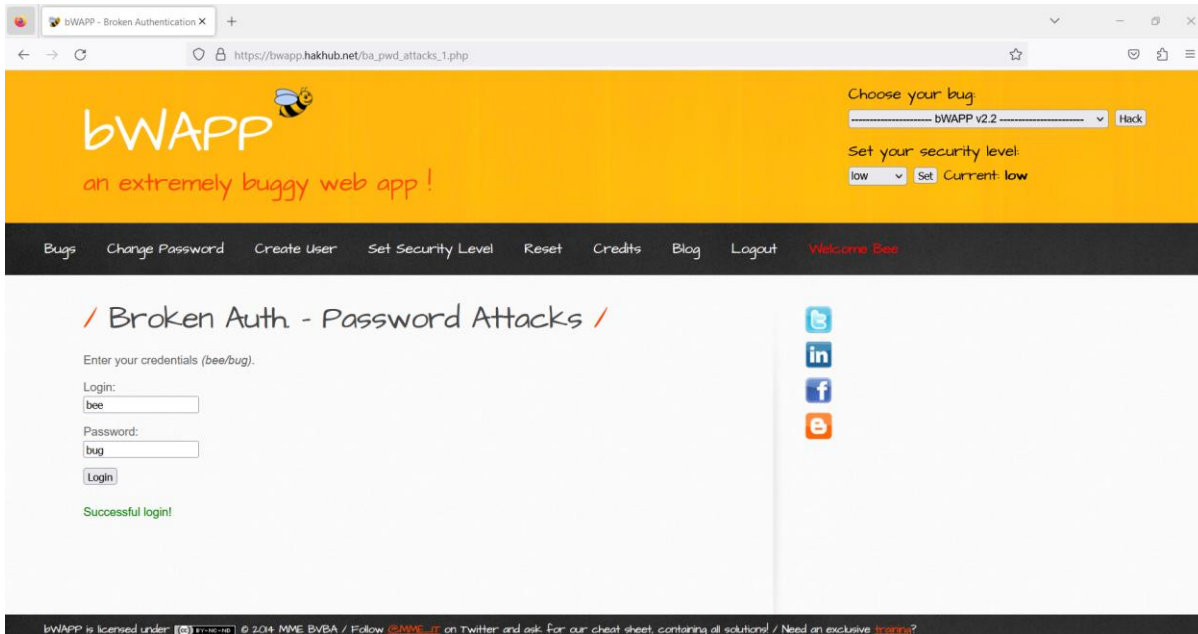 bWAPP - Broken Authentication
https://bwapp.hakhub.net/ba_pwd_attacks_1.php
bWAPP
an extremely buggy web app !
Choose your bug:
---------------------- bWAPP v2.2 ----------------------- Hack
Set your security level:
low Set Current: low
Bugs Change Password Create User Set Security Level Reset Credits Blog Logout Welcome Bee
/ Broken Auth. - Password Attacks /
Enter your credentials (bee/bug).
Login:
bee
Password:
bug
Login
Successful login!
bWAPP is licensed under (cc) BY-NC-ND © 2014 MME BVBA / Follow @MME_IT on Twitter and ask for our cheat sheet, containing all solutions! / Need an exclusive training?